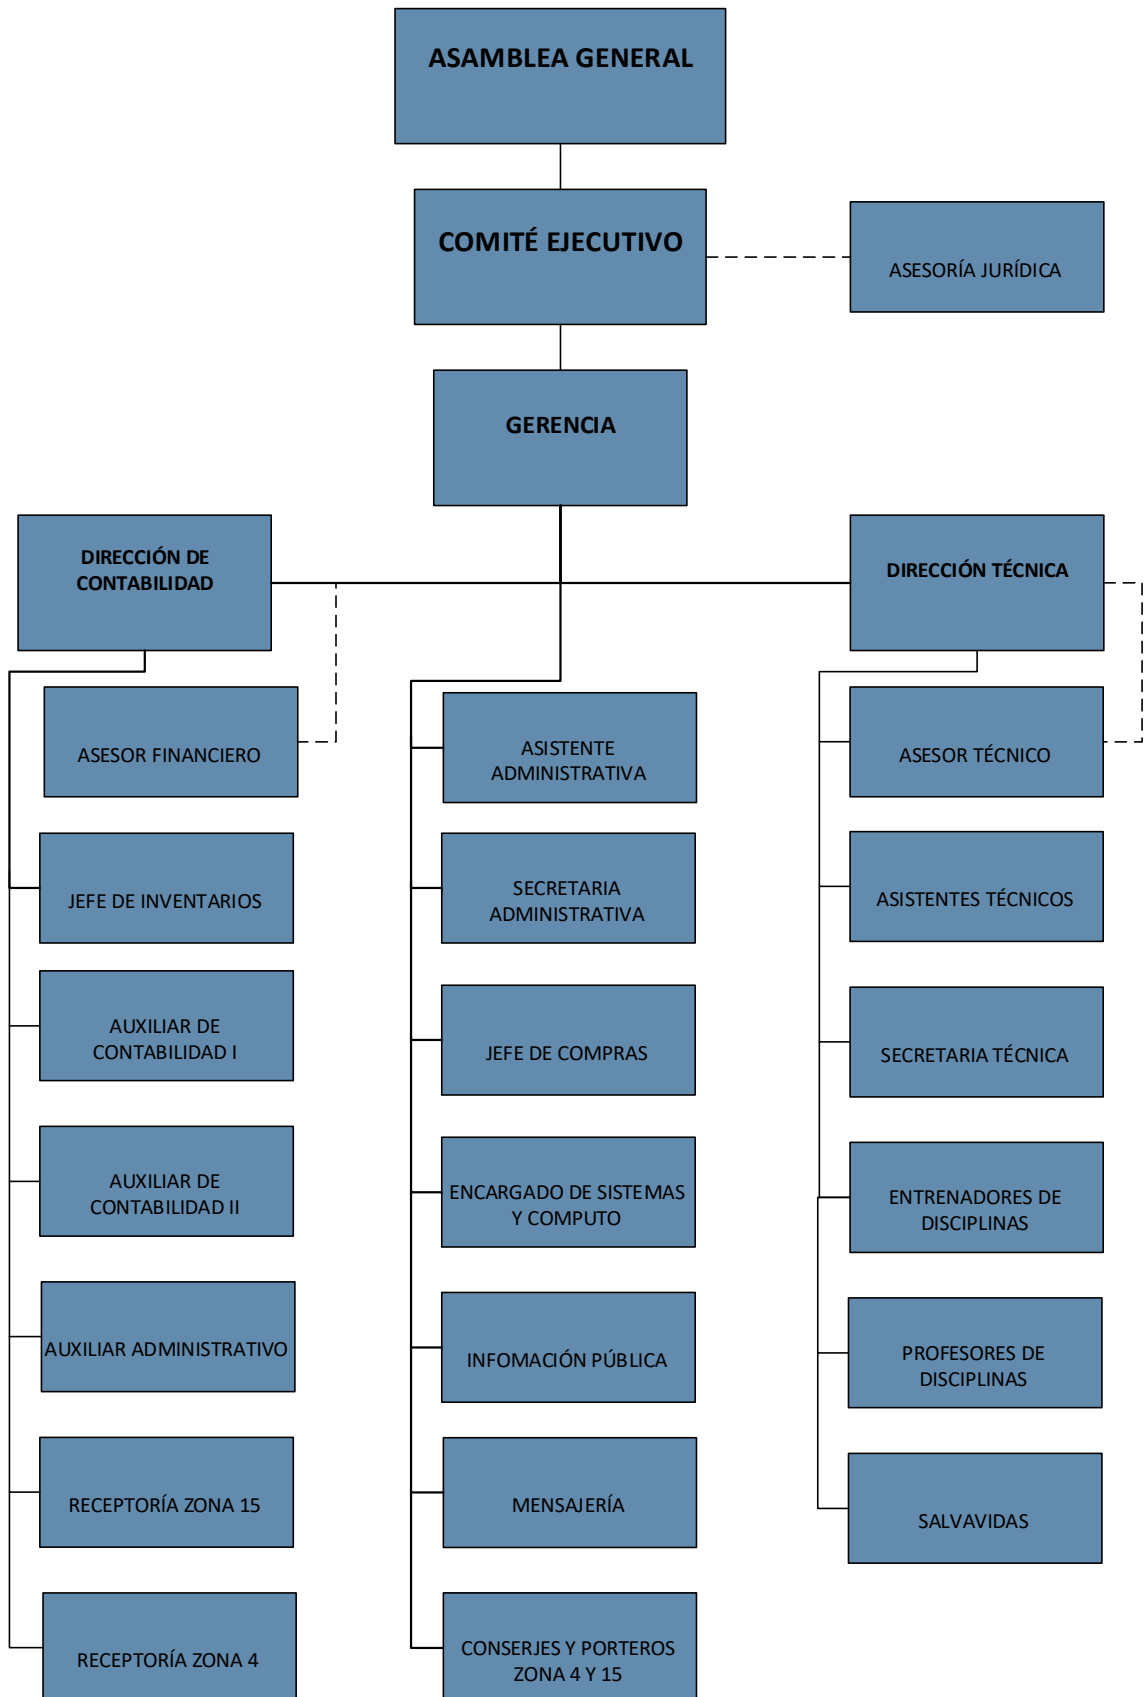 ASAMBLEA GENERAL
COMITÉ EJECUTIVO
ASESORÍA JURÍDICA
GERENCIA
DIRECCIÓN DE
CONTABILIDAD
DIRECCIÓN TÉCNICA
ASESOR FINANCIERO
JEFE DE INVENTARIOS
AUXILIAR DE
CONTABILIDAD I
AUXILIAR DE
CONTABILIDAD II
AUXILIAR ADMINISTRATIVO
RECEPTORÍA ZONA 15
RECEPTORÍA ZONA 4
ASISTENTE
ADMINISTRATIVA
SECRETARIA
ADMINISTRATIVA
JEFE DE COMPRAS
ENCARGADO DE SISTEMAS
Y COMPUTO
INFOMACIÓN PÚBLICA
MENSAJERÍA
CONSERJES Y PORTEROS
ZONA 4 Y 15
ASESOR TÉCNICO
ASISTENTES TÉCNICOS
SECRETARIA TÉCNICA
ENTRENADORES DE
DISCIPLINAS
PROFESORES DE
DISCIPLINAS
SALVAVIDAS